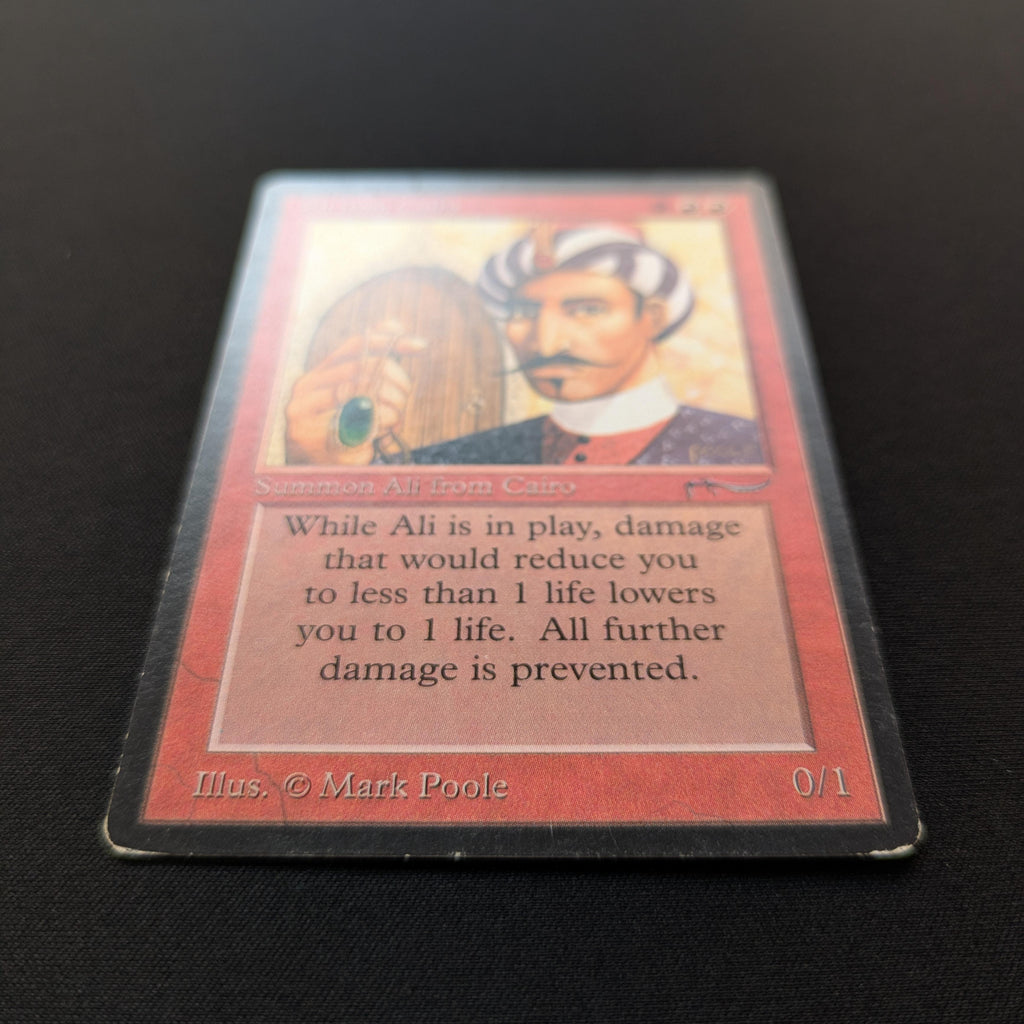 Summon Ali from Cairo
While Ali is in play, damage
that would reduce you
to less than 1 life lowers
you to 1 life. All further
damage is prevented.
Illus. © Mark Poole
0/1